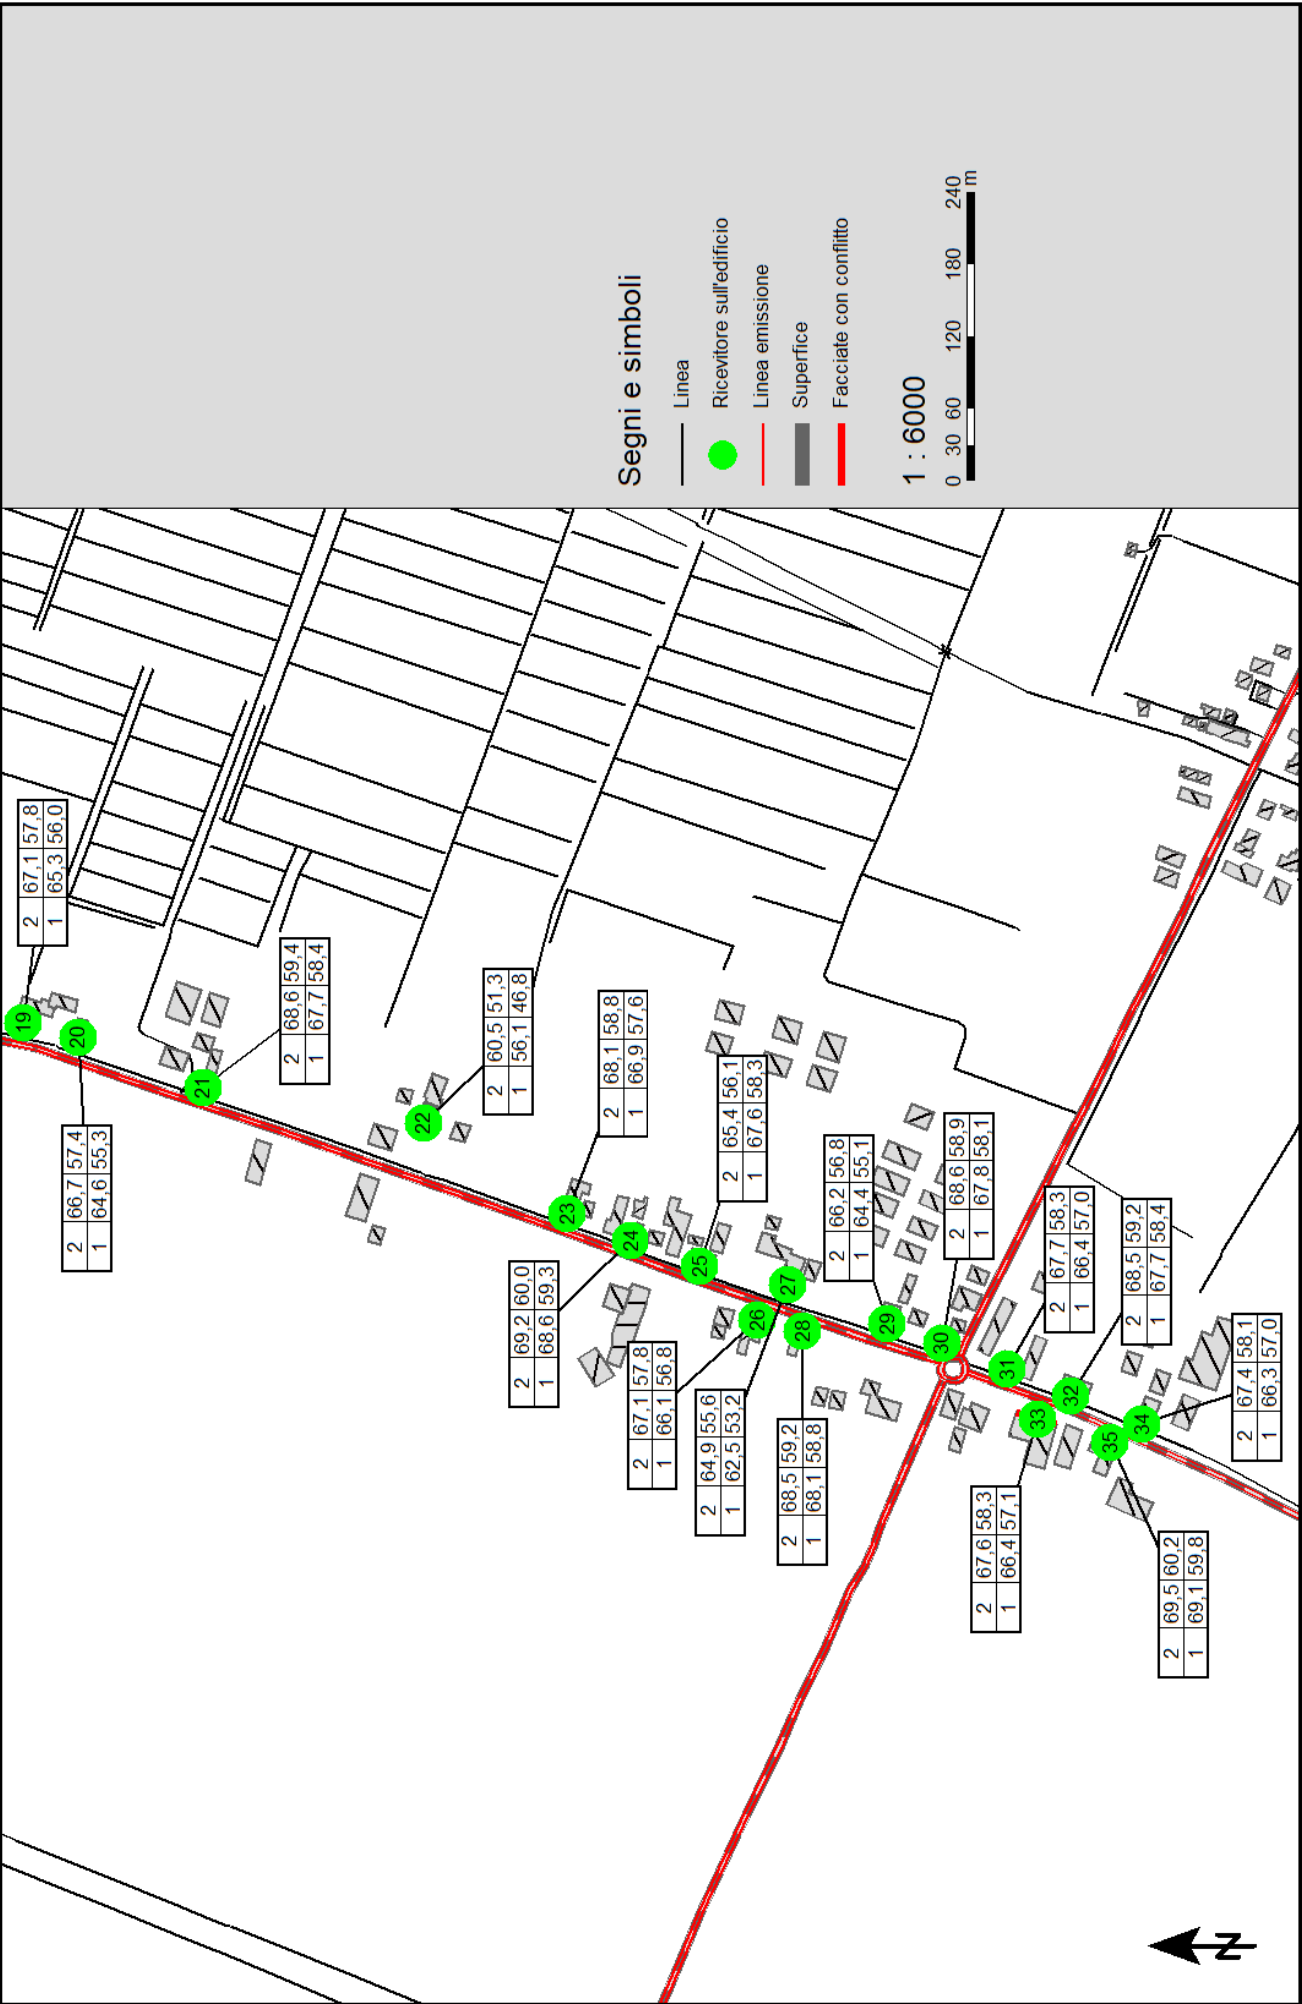 19
2 67,1 57,8
1 65,3 56,0
20
2 66,7 57,4
1 64,6 55,3
21
2 68,6 59,4
1 67,7 58,4
22
2 60,5 51,3
1 56,1 46,8
23
2 68,1 58,8
1 66,9 57,6
24
2 69,2 60,0
1 68,6 59,3
25
2 65,4 56,1
1 67,6 58,3
26
2 67,1 57,8
1 66,1 56,8
27
2 64,9 55,6
1 62,5 53,2
28
2 68,5 59,2
1 68,1 58,8
29
2 66,2 56,8
1 64,4 55,1
30
2 68,6 58,9
1 67,8 58,1
31
2 67,7 58,3
1 66,4 57,0
32
2 68,5 59,2
1 67,7 58,4
33
2 67,6 58,3
1 66,4 57,1
34
2 67,4 58,1
1 66,3 57,0
35
2 69,5 60,2
1 69,1 59,8
Segni e simboli
Linea
Ricevitore sull'edificio
Linea emissione
Superfice
Facciate con conflitto
1 : 6000
0 30 60 120 180 240
m
N